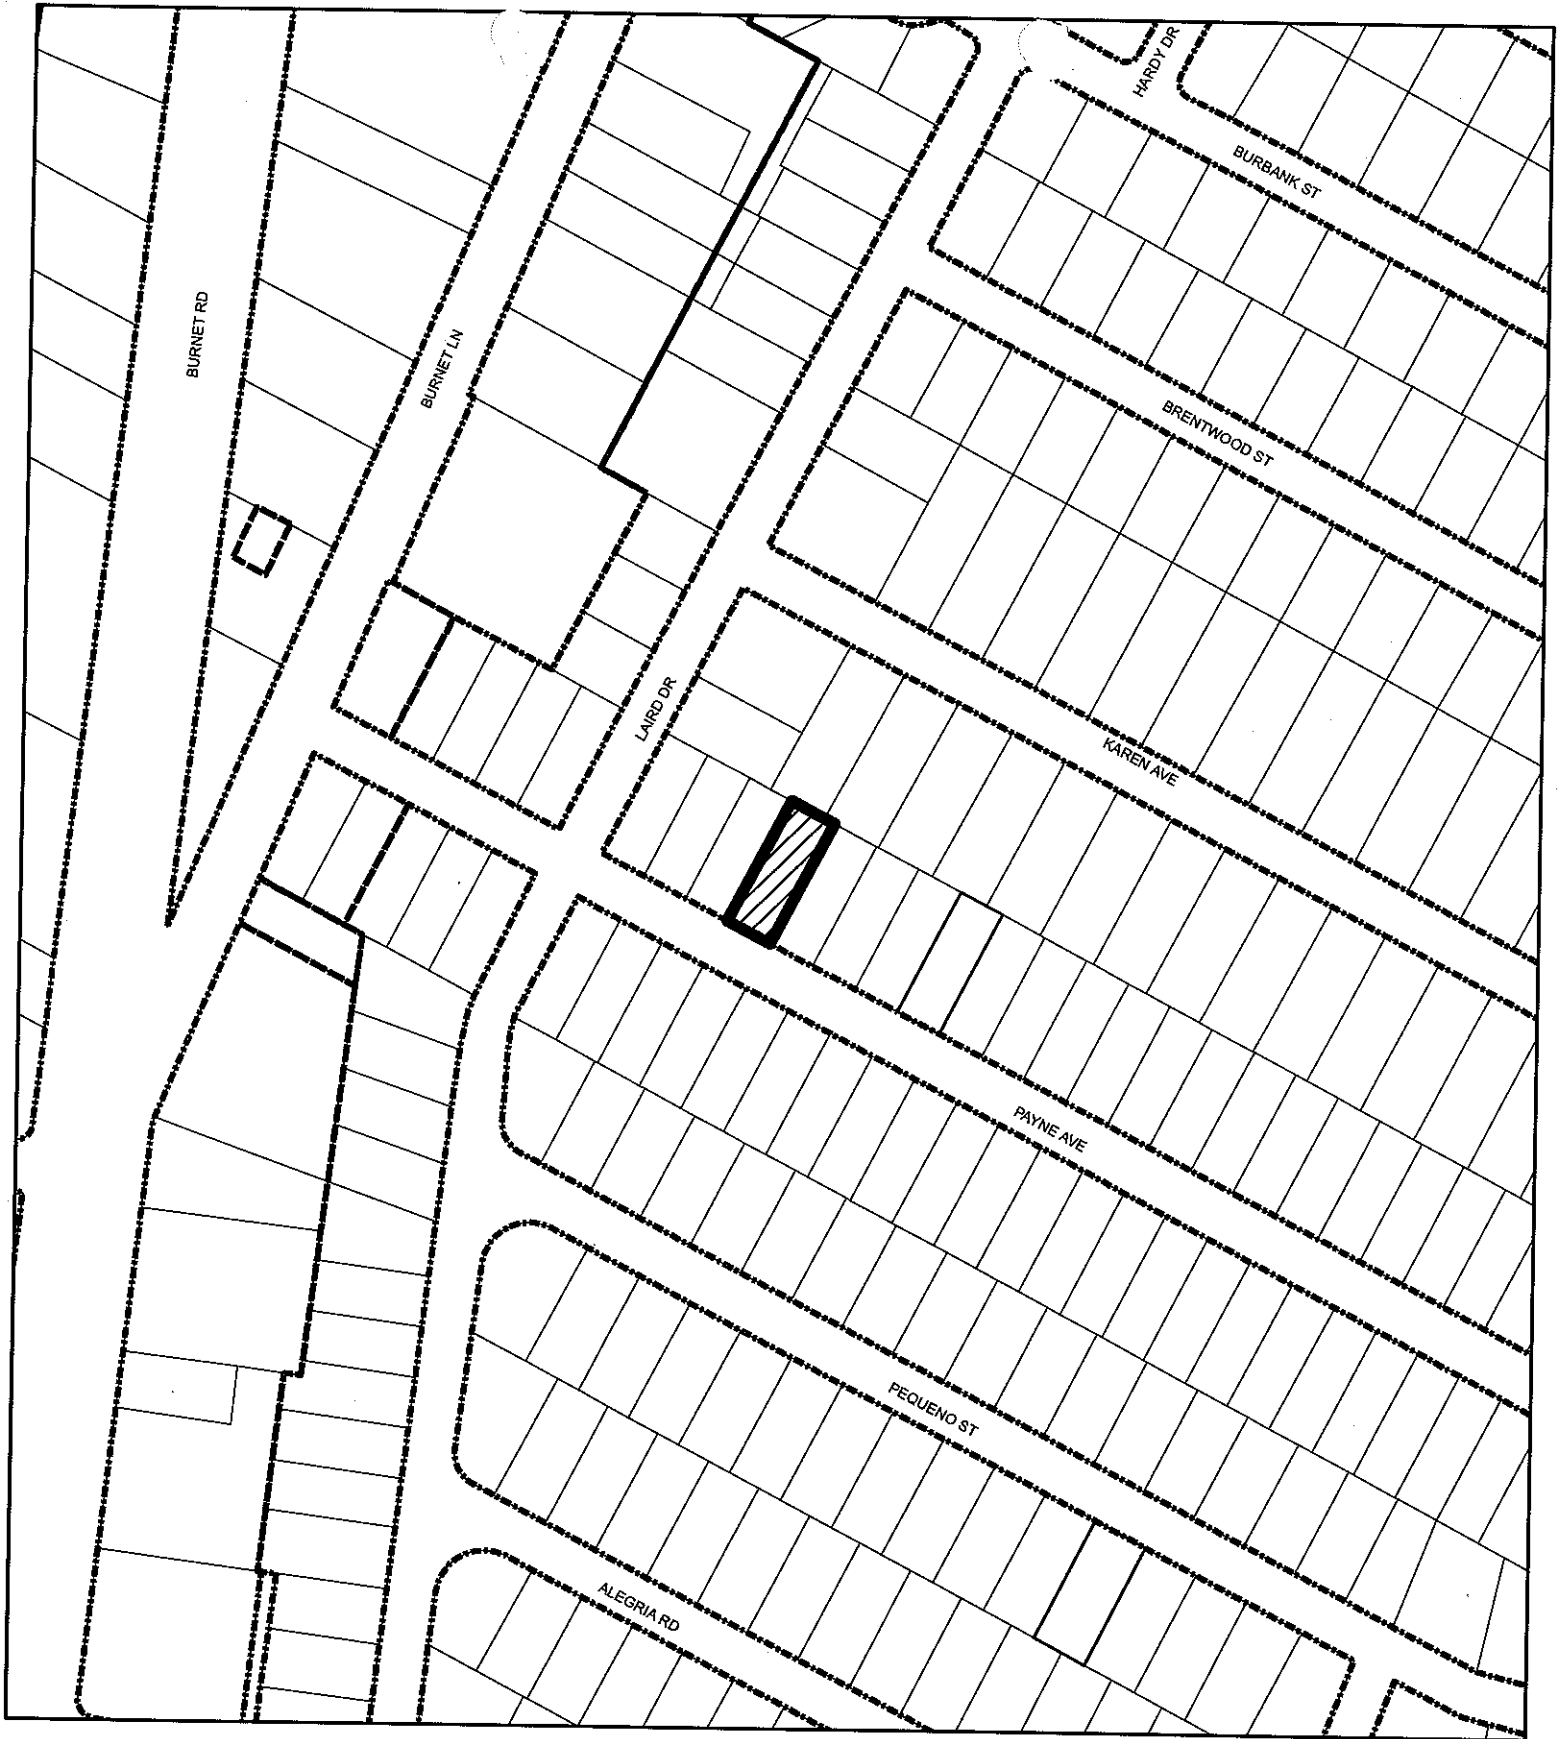 HARDY DR
BURBANK ST
BURNET RD
BURNET LN
BRENTWOOD ST
LAIRD DR
KAREN AVE
PAYNE AVE
PEQUENO ST
ALEGRIA RD